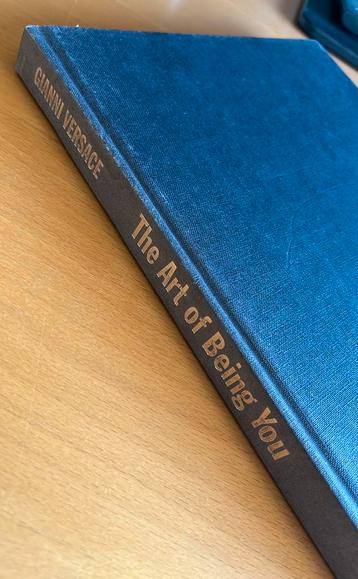 GIANNI VERSACE
The Art of Being You